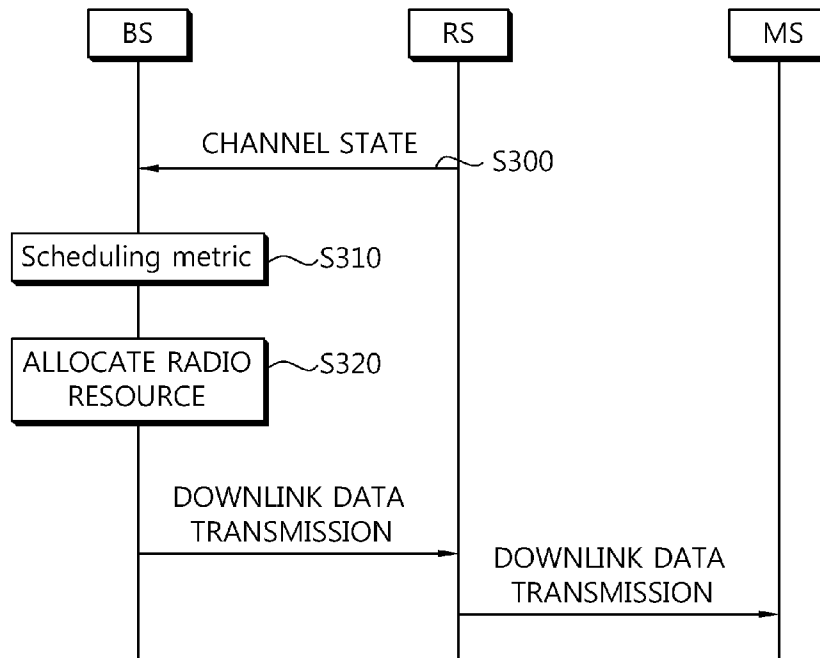 BS
RS
MS
CHANNEL STATE
S300
Scheduling metric
S310
ALLOCATE RADIO
RESOURCE
S320
DOWNLINK DATA
TRANSMISSION
DOWNLINK DATA
TRANSMISSION